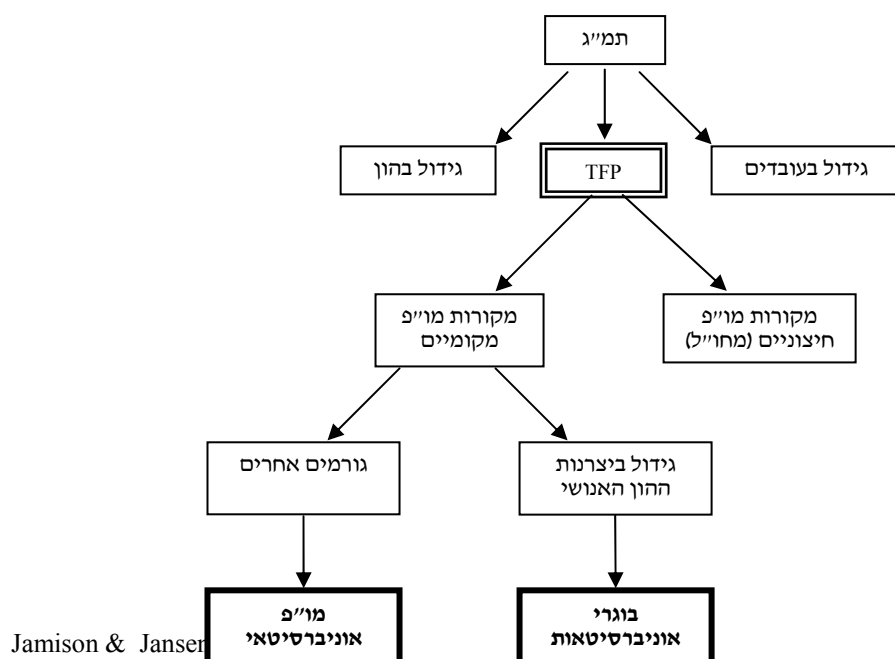 תמ״ג
גידול בעובדים
TFP
גידול בהון
מקורות מו״פ
חיצוניים (מחו״ל)
מקורות מו״פ
מקומיים
גידול ביצרנות
ההון האנושי
גורמים אחרים
בוגרי
אוניברסיטאות
מו״פ
אוניברסיטאי
Jamison & Janser